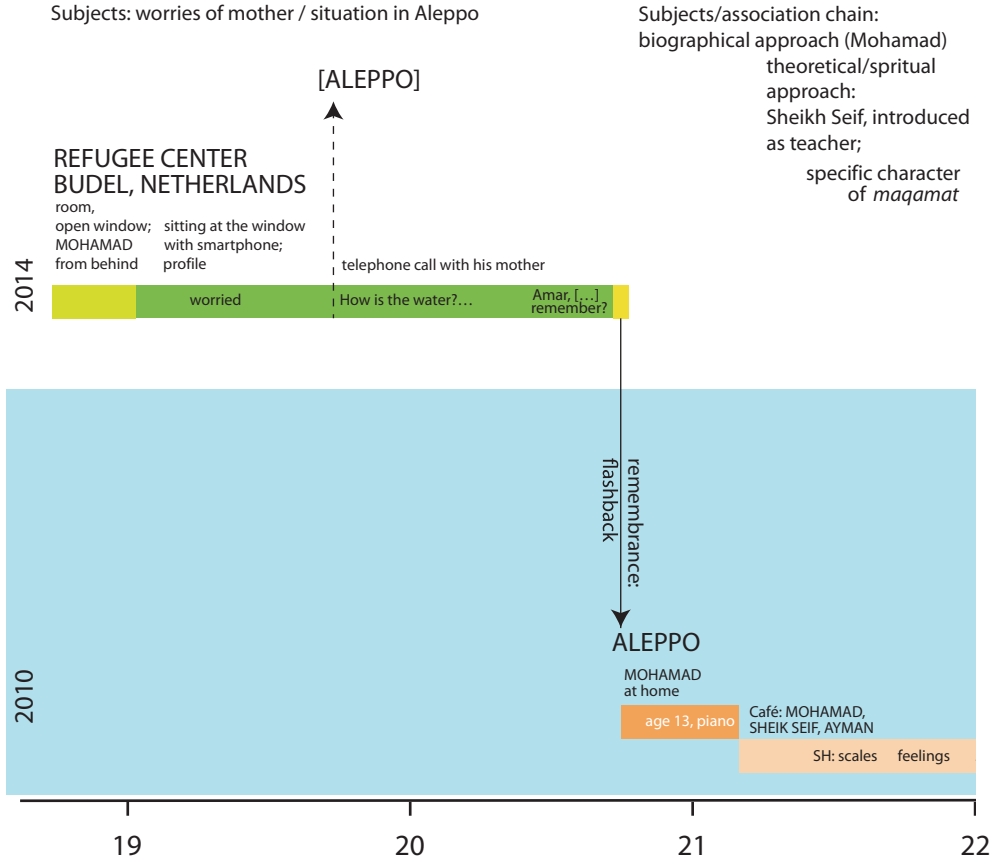 Subjects: worries of mother / situation in Aleppo
Subjects/association chain:
biographical approach (Mohamad)
theoretical/spritual
approach:
Sheikh Seif, introduced
as teacher;
specific character
of maqamat
[ALEPPO]
REFUGEE CENTER
BUDEL, NETHERLANDS
room,
open window;
MOHAMAD
from behind
sitting at the window
with smartphone;
profile
telephone call with his mother
2014
worried
How is the water?…
Amar, […]
remember?
remembrance:
flashback
ALEPPO
2010
MOHAMAD
at home
age 13, piano
Café: MOHAMAD,
SHEIK SEIF, AYMAN
SH: scales feelings
19 20 21 22